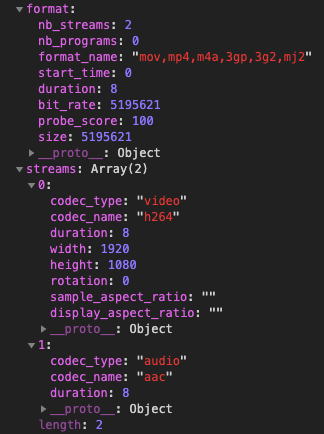 ▼ format:
nb_streams: 2
nb_programs: 0
format_name: "mov,mp4,m4a,3gp,3g2,mj2"
start_time: 0
duration: 8
bit_rate: 5195621
probe_score: 100
size: 5195621
▶ __proto__: Object
▼ streams: Array(2)
▼ 0:
codec_type: "video"
codec_name: "h264"
duration: 8
width: 1920
height: 1080
rotation: 0
sample_aspect_ratio: ""
display_aspect_ratio: ""
▶ __proto__: Object
▼ 1:
codec_type: "audio"
codec_name: "aac"
duration: 8
▶ __proto__: Object
length: 2